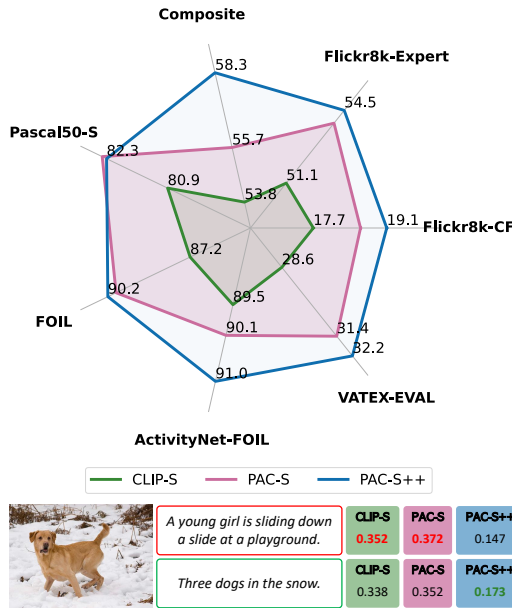 Composite
58.3
Flickr8k-Expert
54.5
Pascal50-S
82.3
55.7
80.9
53.8
51.1
17.7
19.1
Flickr8k-CF
87.2
28.6
90.2
89.5
FOIL
90.1
31.4
32.2
VATEX-EVAL
91.0
ActivityNet-FOIL
CLIP-S
PAC-S
PAC-S++
A young girl is sliding down
a slide at a playground.
CLIP-S
PAC-S
PAC-S++
0.352
0.372
0.147
Three dogs in the snow.
CLIP-S
PAC-S
PAC-S++
0.338
0.352
0.173